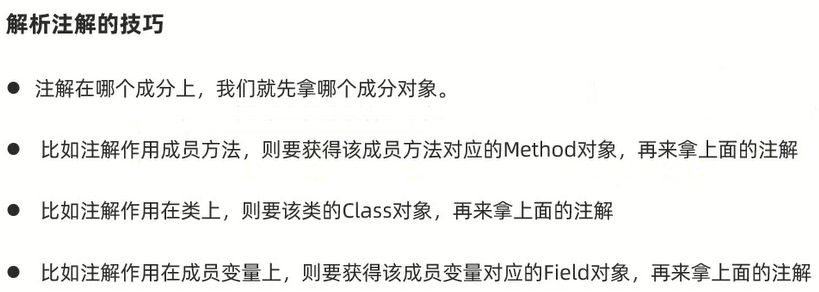 解析注解的技巧
● 注解在哪个成分上，我们就先拿哪个成分对象。
● 比如注解作用成员方法，则要获得该成员方法对应的Method对象，再来拿上面的注解
● 比如注解作用在类上，则要该类的Class对象，再来拿上面的注解
● 比如注解作用在成员变量上，则要获得该成员变量对应的Field对象，再来拿上面的注解